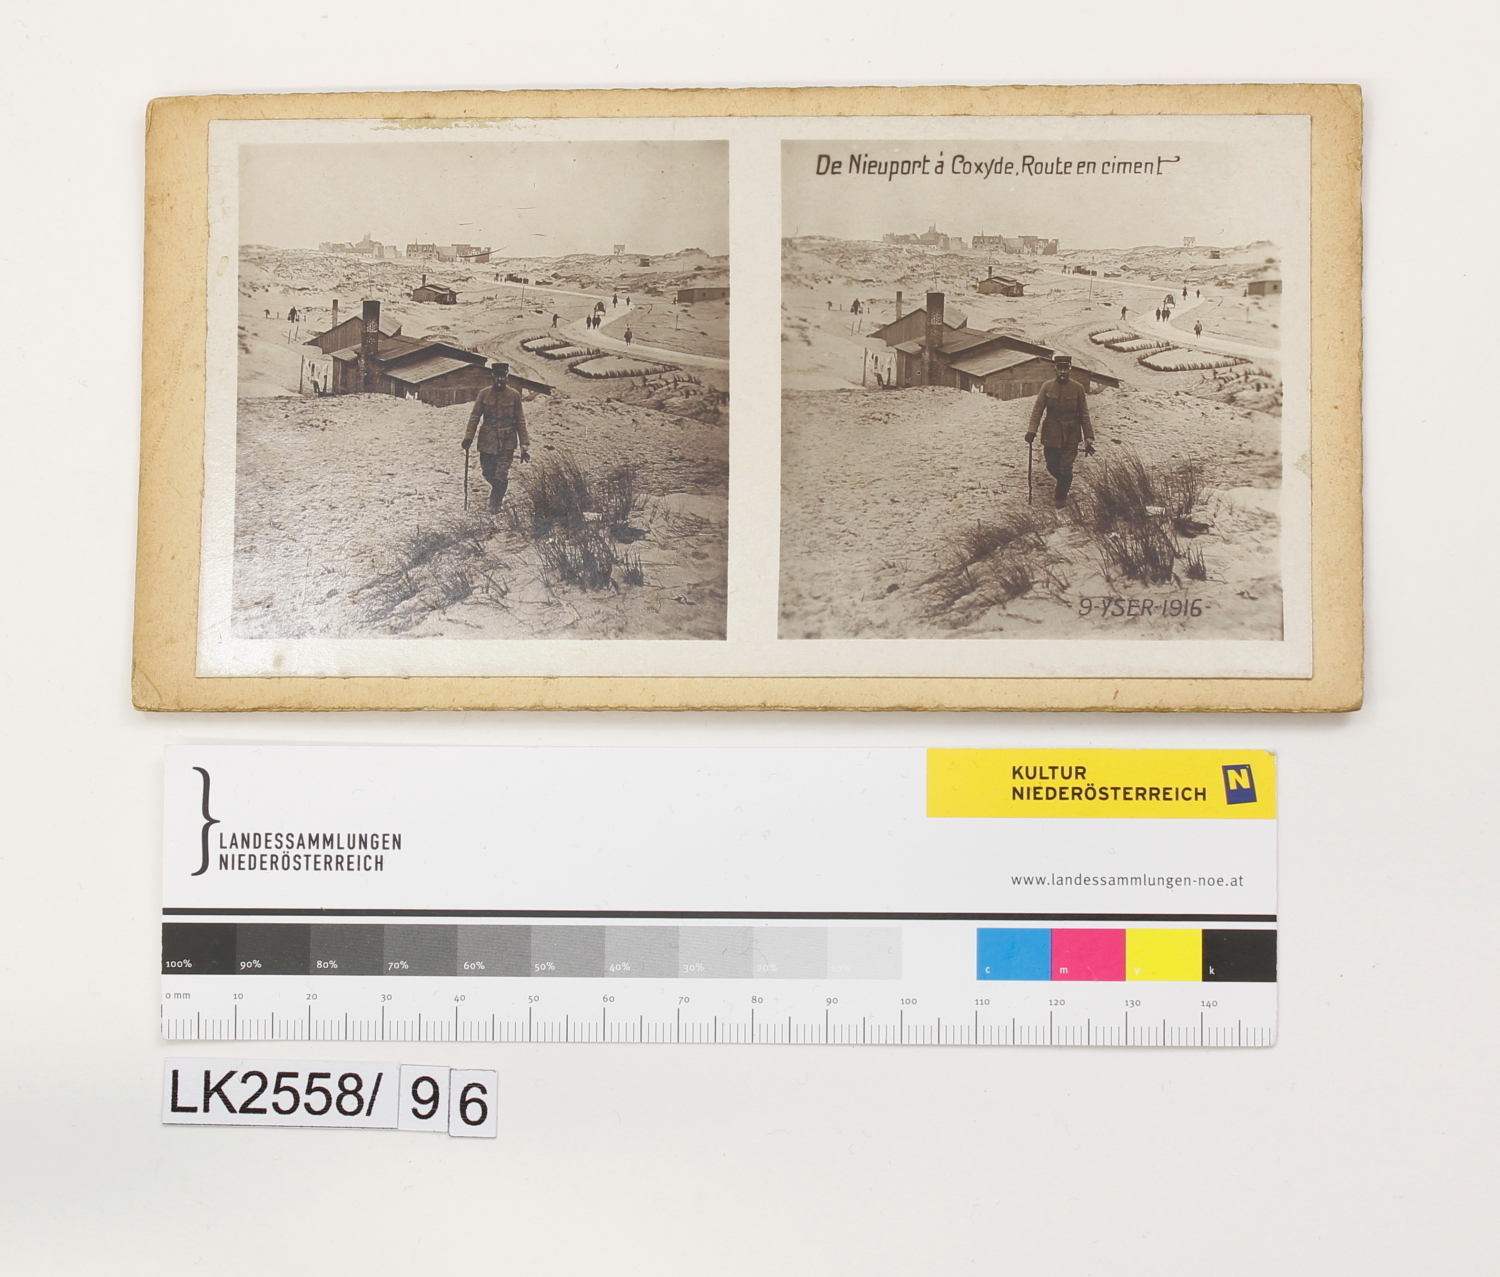 De Nieuport à Coxyde, Route en ciment
9-YSER-1916-
LANDESSAMMLUNGEN
NIEDERÖSTERREICH
KULTUR
NIEDERÖSTERREICH
N
www.landessammlungen-noe.at
100% 90% 80% 70% 60% 50% 40% 30% 20% 10% c m y k
0 mm 10 20 30 40 50 60 70 80 90 100 110 120 130 140
LK2558/96